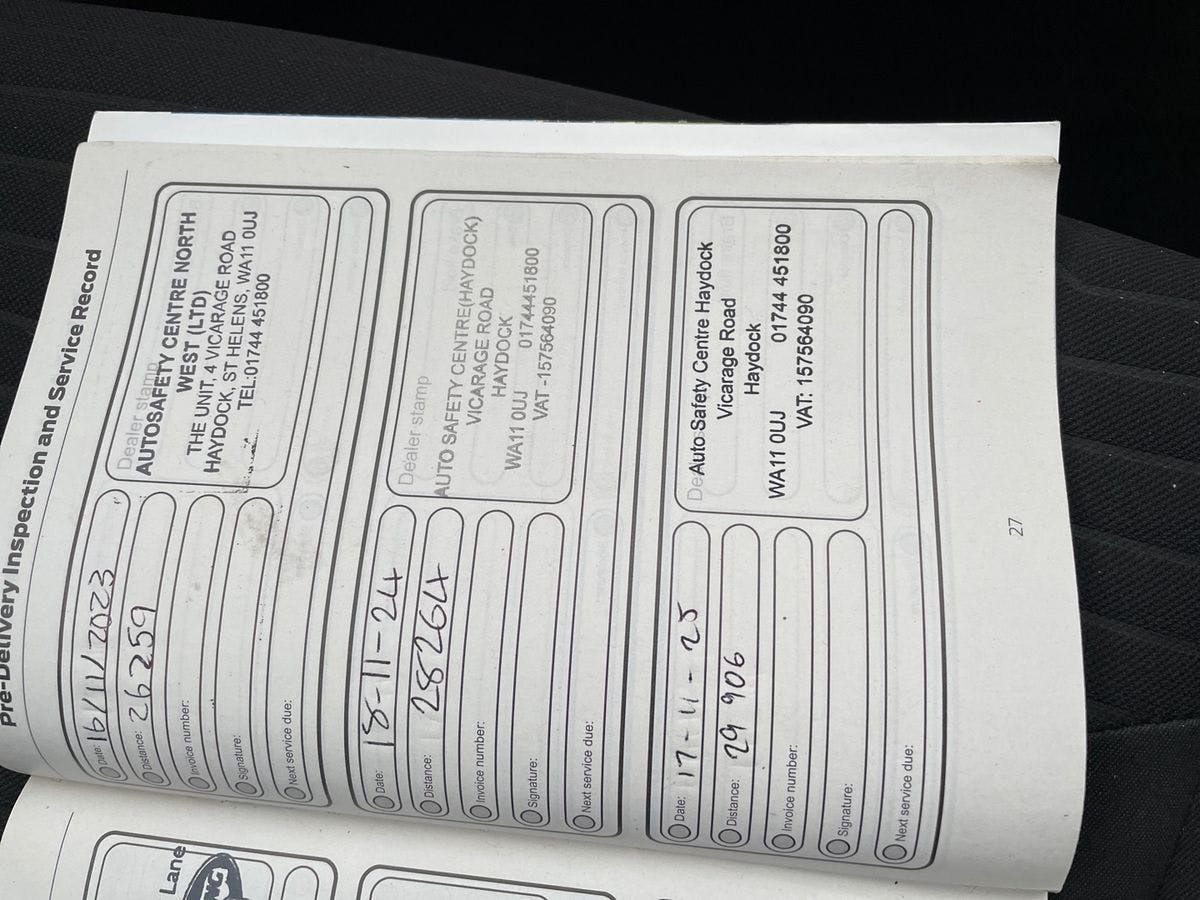 Pre-Delivery Inspection and Service Record
Date: 16/11/2023
Distance: 26259
Invoice number:
Signature:
Next service due:
Dealer stamp
AUTOSAFETY CENTRE NORTH
WEST (LTD)
THE UNIT, 4 VICARAGE ROAD
HAYDOCK, ST HELENS, WA11 0UJ
TEL:01744 451800
Date: 18-11-24
Distance: 28264
Invoice number:
Signature:
Next service due:
Dealer stamp
AUTO SAFETY CENTRE(HAYDOCK)
VICARAGE ROAD
HAYDOCK
WA11 0UJ 01744451800
VAT -157564090
Date: 17-11-25
Distance: 29 906
Invoice number:
Signature:
Next service due:
De
Auto Safety Centre Haydock
Vicarage Road
Haydock
WA11 0UJ 01744 451800
VAT: 157564090
27
Lane